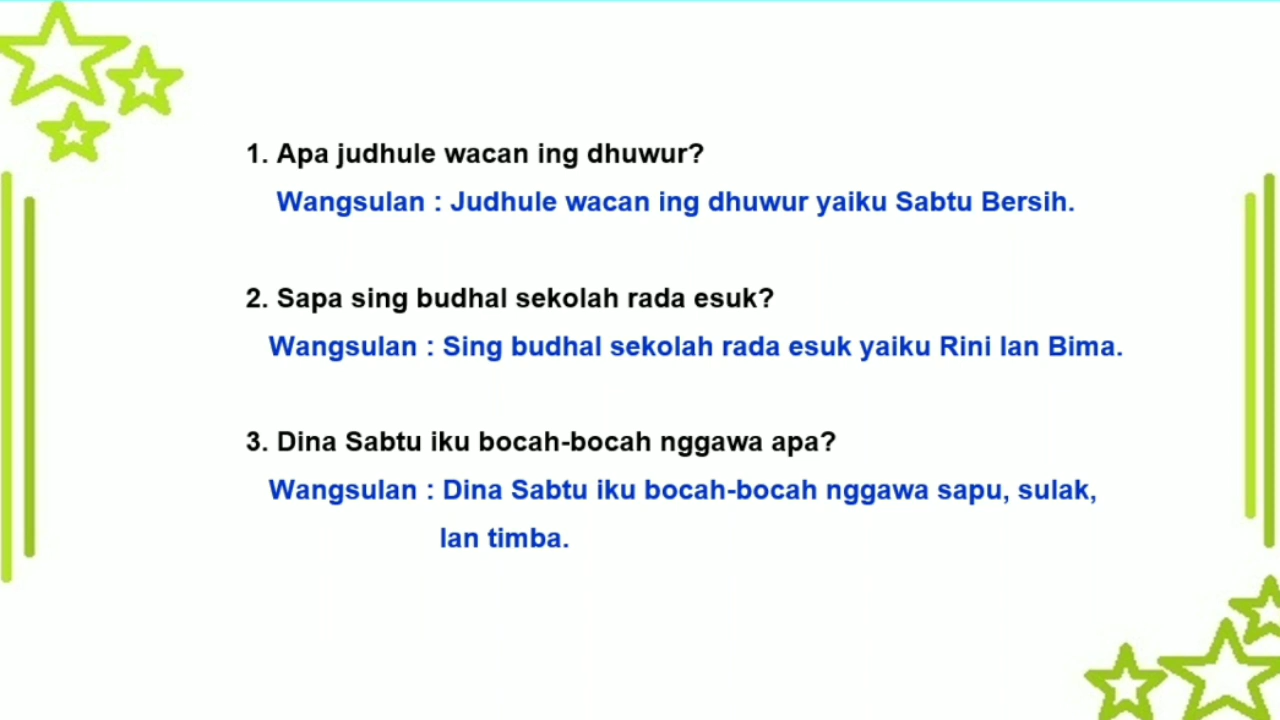 1. Apa judhule wacan ing dhuwur?
Wangsulan : Judhule wacan ing dhuwur yaiku Sabtu Bersih.
2. Sapa sing budhal sekolah rada esuk?
Wangsulan : Sing budhal sekolah rada esuk yaiku Rini lan Bima.
3. Dina Sabtu iku bocah-bocah nggawa apa?
Wangsulan : Dina Sabtu iku bocah-bocah nggawa sapu, sulak,
lan timba.